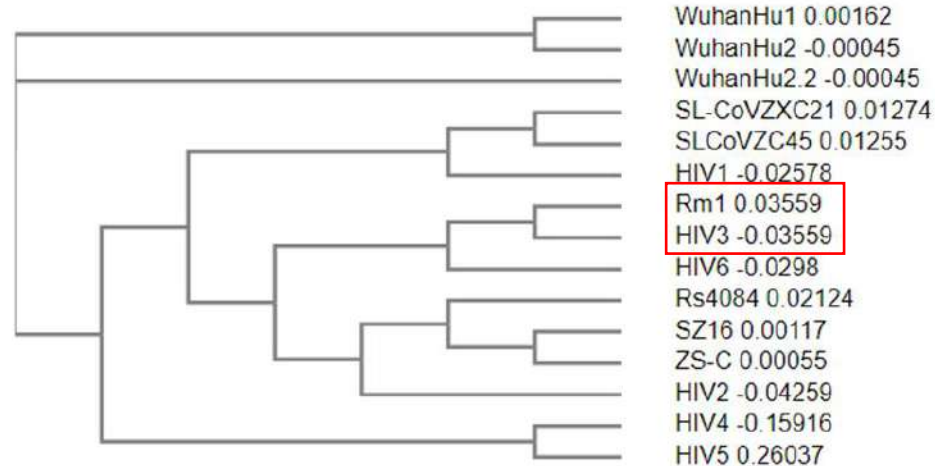 WuhanHu1 0.00162
WuhanHu2 -0.00045
WuhanHu2.2 -0.00045
SL-CoVZXC21 0.01274
SLCoVZC45 0.01255
HIV1 -0.02578
Rm1 0.03559
HIV3 -0.03559
HIV6 -0.0298
Rs4084 0.02124
SZ16 0.00117
ZS-C 0.00055
HIV2 -0.04259
HIV4 -0.15916
HIV5 0.26037